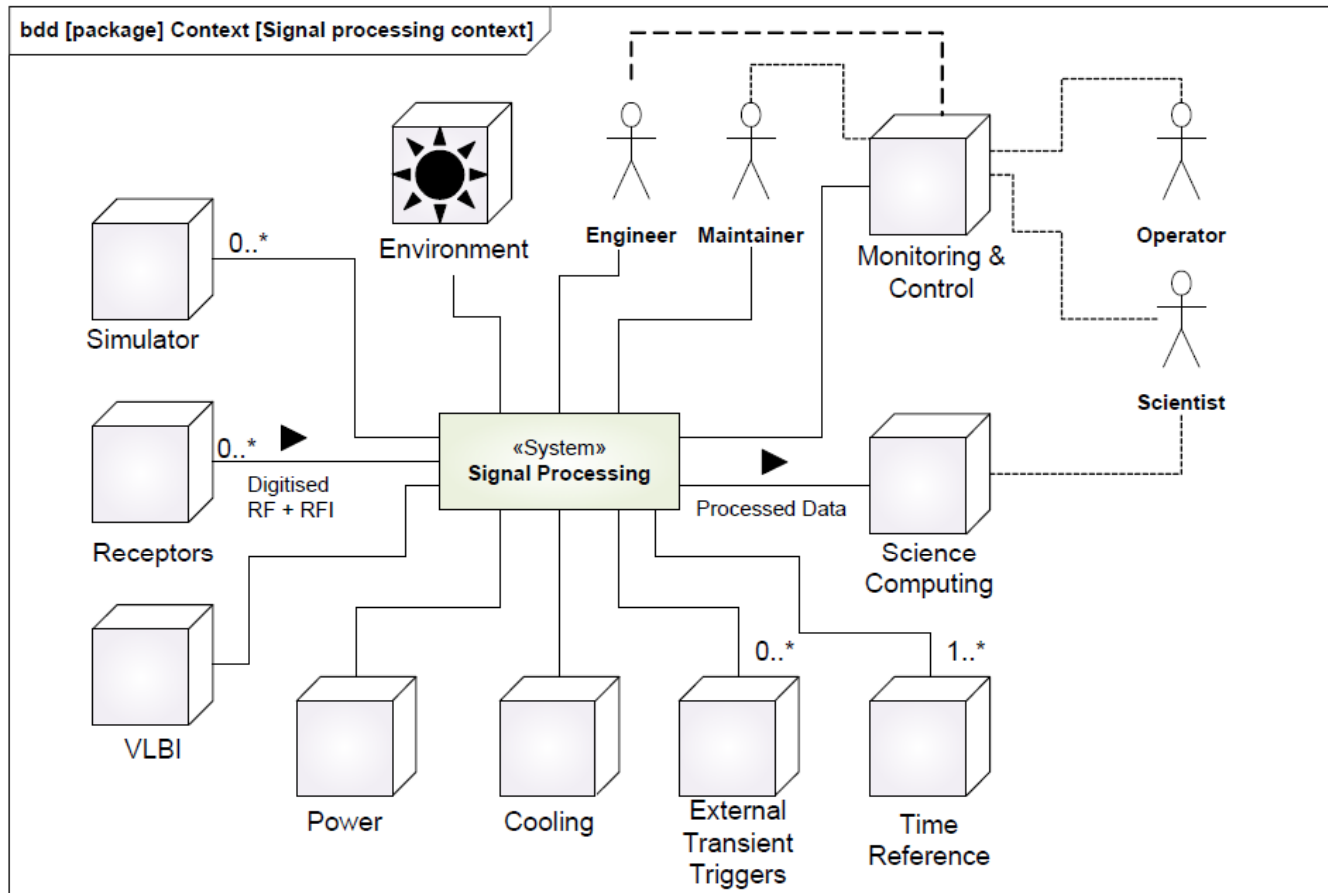 bdd [package] Context [Signal processing context]
Environment
Engineer
Maintainer
Monitoring &
Control
Operator
0..*
Simulator
Scientist
0..*
Digitised
RF + RFI
Receptors
«System»
Signal Processing
Processed Data
Science
Computing
VLBI
0..*
1..*
Power
Cooling
External
Transient
Triggers
Time
Reference